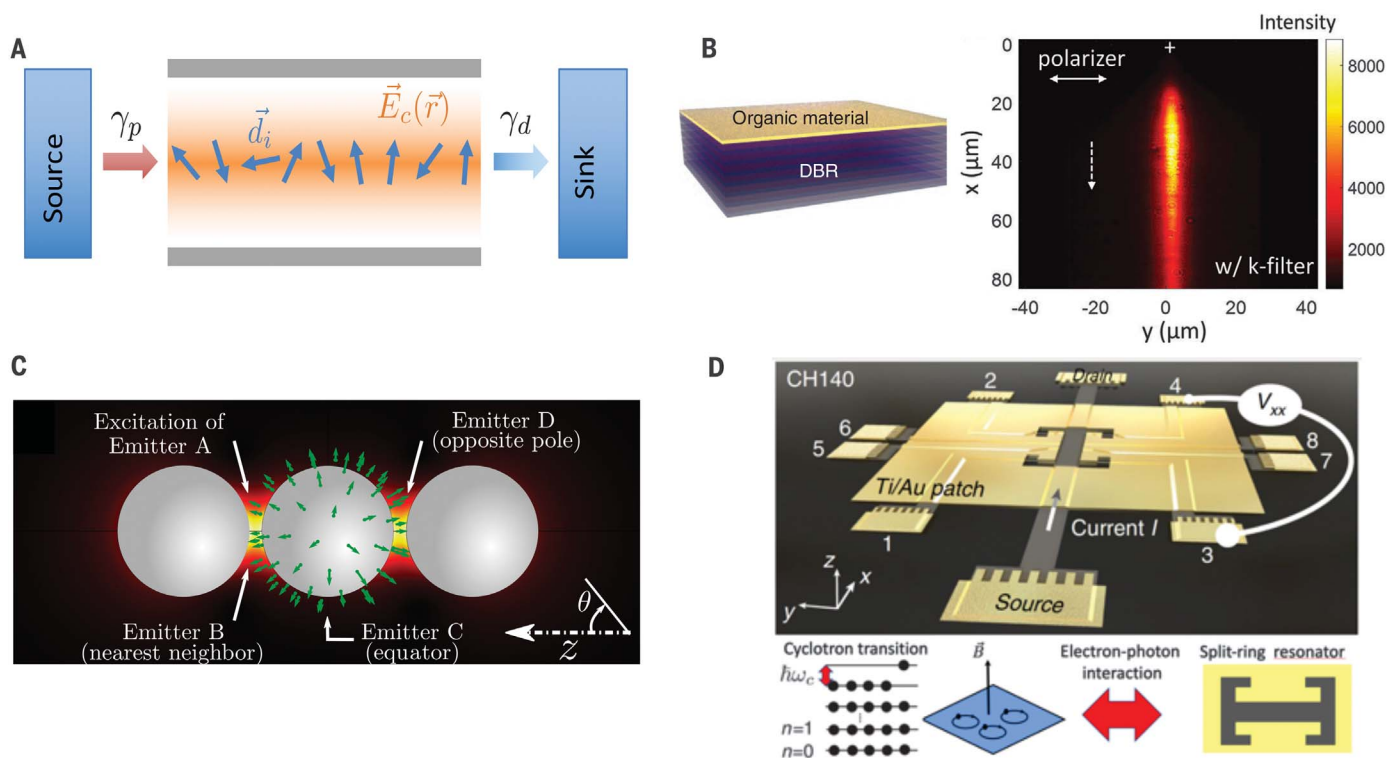 A
Source
γp
d⃗i
E⃗c(r⃗)
γd
Sink
B
Organic material
DBR
Intensity
polarizer
w/ k-filter
x (µm)
0
20
40
60
80
-40
-20
0
20
40
y (µm)
8000
6000
4000
2000
C
Excitation of
Emitter A
Emitter D
(opposite pole)
Emitter B
(nearest neighbor)
Emitter C
(equator)
θ
z
D
CH140
2
Drain
4
Vxx
6
5
8
7
Ti/Au patch
Current I
1
3
Source
z
x
y
Cyclotron transition
ħωc
n=1
n=0
B⃗
Electron-photon
interaction
Split-ring resonator